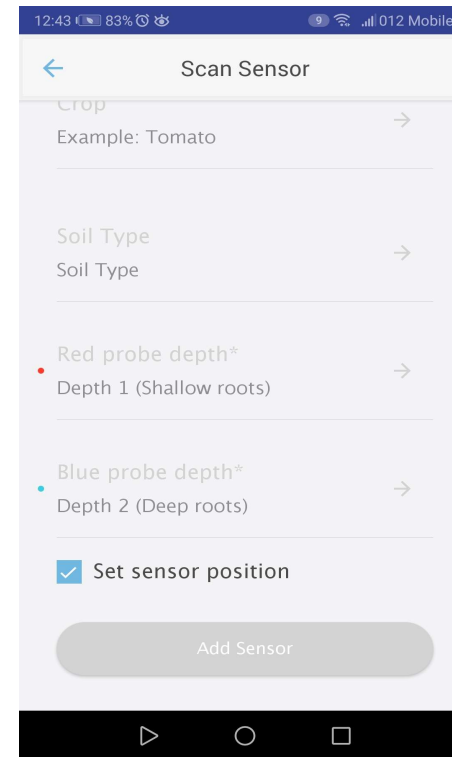 12:43 83% 9 012 Mobile
Scan Sensor
Crop
Example: Tomato
Soil Type
Soil Type
Red probe depth*
Depth 1 (Shallow roots)
Blue probe depth*
Depth 2 (Deep roots)
Set sensor position
Add Sensor